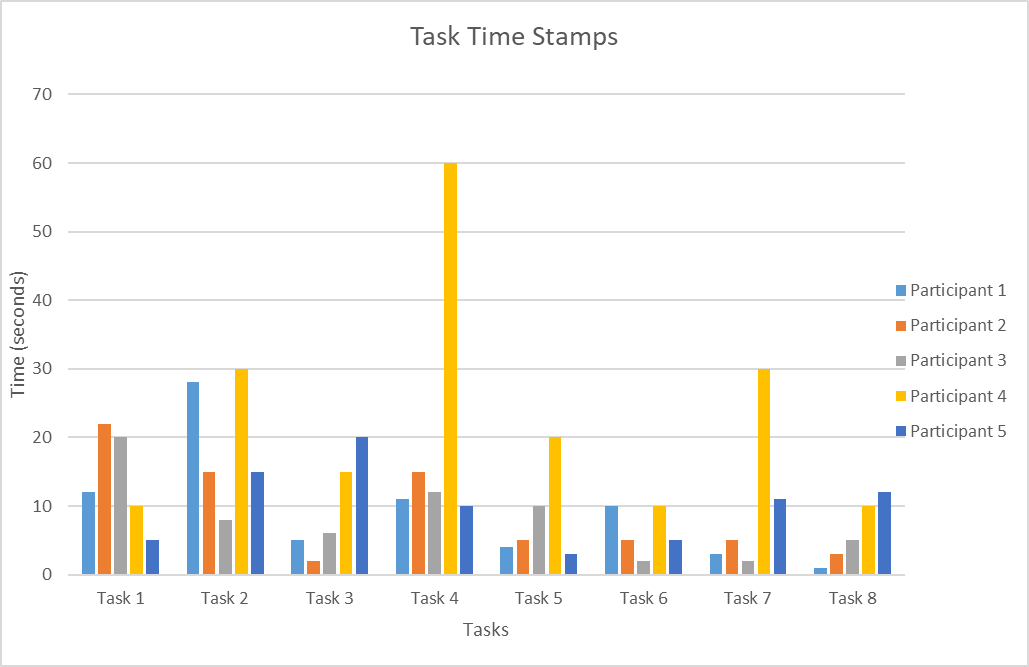 Task Time Stamps
70
60
50
40
30
20
10
0
Time (seconds)
Task 1 Task 2 Task 3 Task 4 Task 5 Task 6 Task 7 Task 8
Tasks
Participant 1
Participant 2
Participant 3
Participant 4
Participant 5